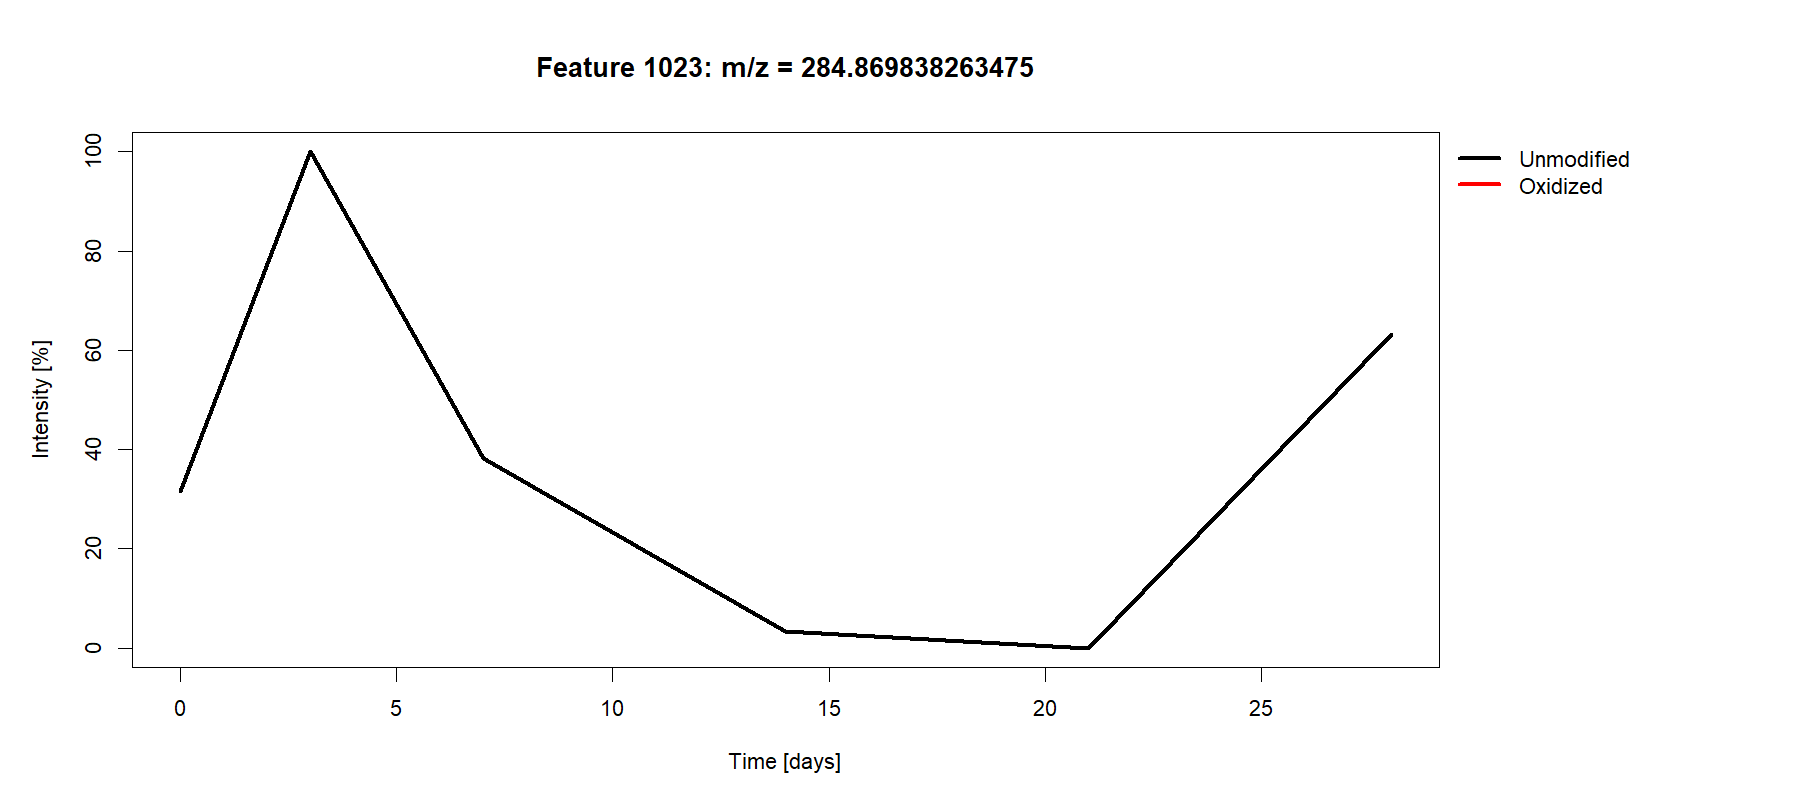 Feature 1023: m/z = 284.869838263475
Unmodified
Oxidized
Intensity [%]
100
80
60
40
20
0
0 5 10 15 20 25
Time [days]